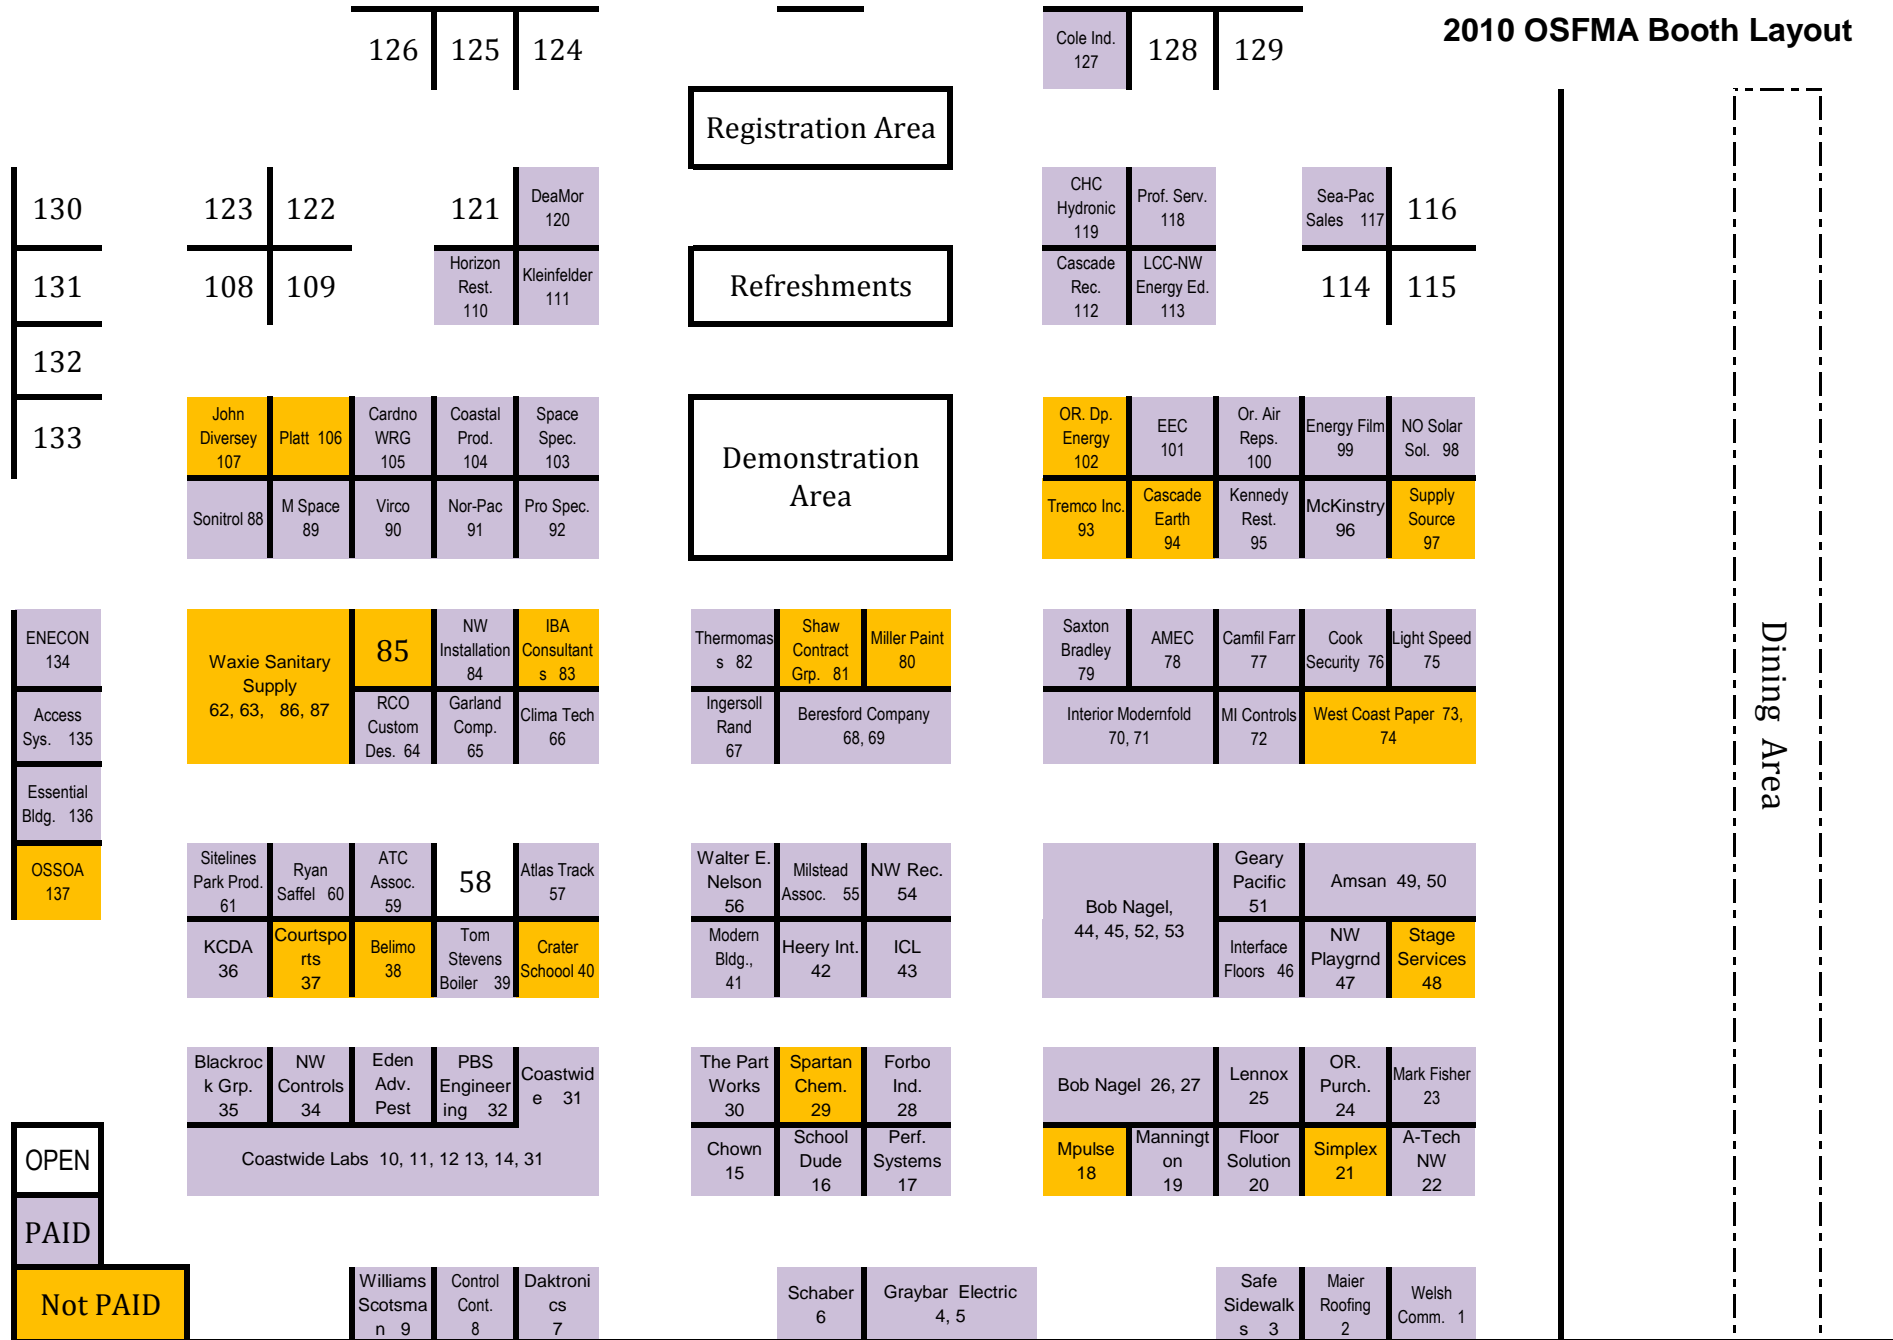 2010 OSFMA Booth Layout
126 125 124
Cole Ind.
127
128 129
Registration Area
130
123 122
121
DeaMor
120
CHC
Hydronic
119
Prof. Serv.
118
Sea-Pac
Sales 117
116
131
108 109
Horizon
Rest.
110
Kleinfelder
111
Refreshments
Cascade
Rec.
112
LCC-NW
Energy Ed.
113
114 115
132
133
John
Diversey
107
Platt 106
Cardno
WRG
105
Coastal
Prod.
104
Space
Spec.
103
Demonstration
Area
OR. Dp.
Energy
102
EEC
101
Or. Air
Reps.
100
Energy Film
99
NO Solar
Sol. 98
Sonitrol 88
M Space
89
Virco
90
Nor-Pac
91
Pro Spec.
92
Tremco Inc.
93
Cascade
Earth
94
Kennedy
Rest.
95
McKinstry
96
Supply
Source
97
ENECON
134
Waxie Sanitary
Supply
62, 63, 86, 87
85
NW
Installation
84
IBA
Consultant
s 83
Thermomas
s 82
Shaw
Contract
Grp. 81
Miller Paint
80
Saxton
Bradley
79
AMEC
78
Camfil Farr
77
Cook
Security 76
Light Speed
75
Dining Area
Access
Sys. 135
RCO
Custom
Des. 64
Garland
Comp.
65
Clima Tech
66
Ingersoll
Rand
67
Beresford Company
68, 69
Interior Modernfold
70, 71
MI Controls
72
West Coast Paper 73,
74
Essential
Bldg. 136
OSSOA
137
Sitelines
Park Prod.
61
Ryan
Saffel 60
ATC
Assoc.
59
58
Atlas Track
57
Walter E.
Nelson
56
Milstead
Assoc. 55
NW Rec.
54
Bob Nagel,
44, 45, 52, 53
Geary
Pacific
51
Amsan 49, 50
KCDA
36
Courtspo
rts
37
Belimo
38
Tom
Stevens
Boiler 39
Crater
Schoool 40
Modern
Bldg.,
41
Heery Int.
42
ICL
43
Interface
Floors 46
NW
Playgrnd
47
Stage
Services
48
Blackroc
k Grp.
35
NW
Controls
34
Eden
Adv.
Pest
PBS
Engineer
ing 32
Coastwid
e 31
The Part
Works
30
Spartan
Chem.
29
Forbo
Ind.
28
Bob Nagel 26, 27
Lennox
25
OR.
Purch.
24
Mark Fisher
23
Coastwide Labs 10, 11, 12 13, 14, 31
Chown
15
School
Dude
16
Perf.
Systems
17
Mpulse
18
Manningt
on
19
Floor
Solution
20
Simplex
21
A-Tech
NW
22
OPEN
PAID
Not PAID
Williams
Scotsma
n 9
Control
Cont.
8
Daktroni
cs
7
Schaber
6
Graybar Electric
4, 5
Safe
Sidewalk
s 3
Maier
Roofing
2
Welsh
Comm. 1